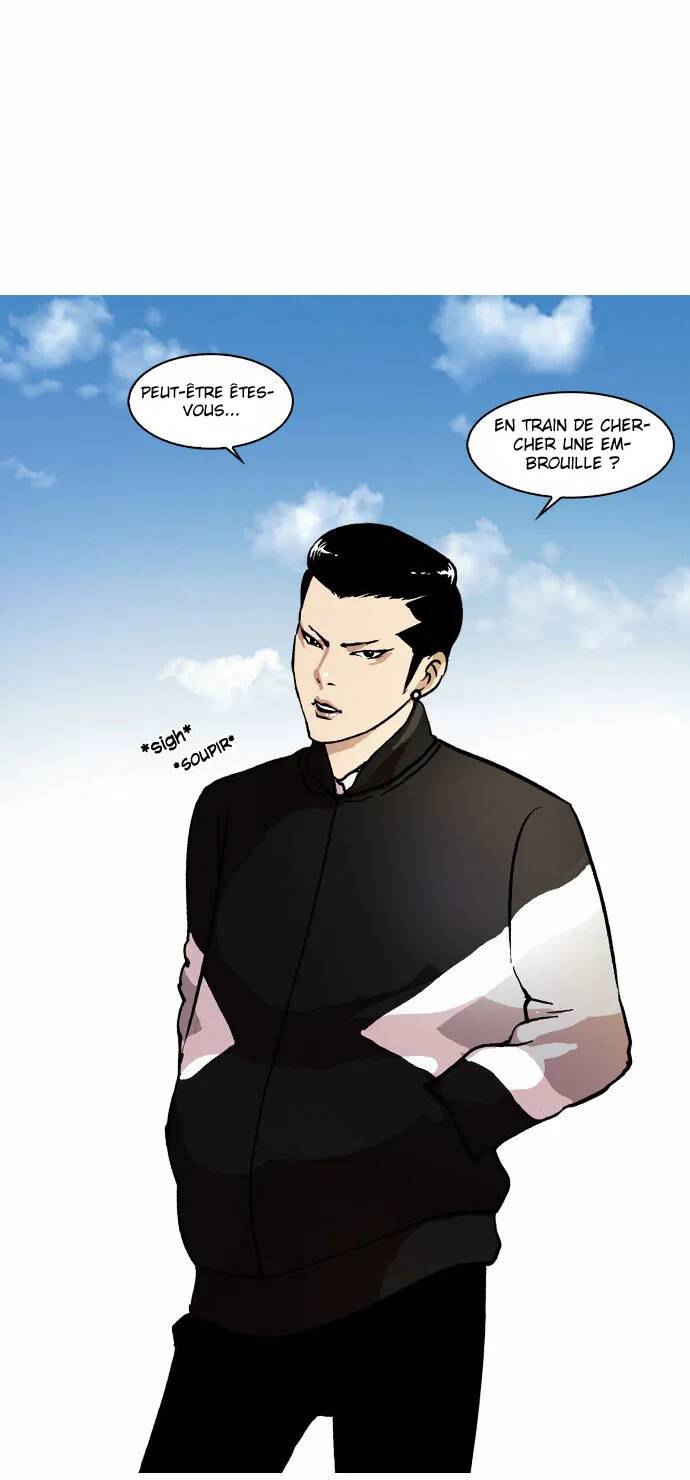 PEUT-ÊTRE ÊTES-
VOUS...
EN TRAIN DE CHER-
CHER UNE EM-
BROUILLE ?
*sigh*
*SOUPIR*